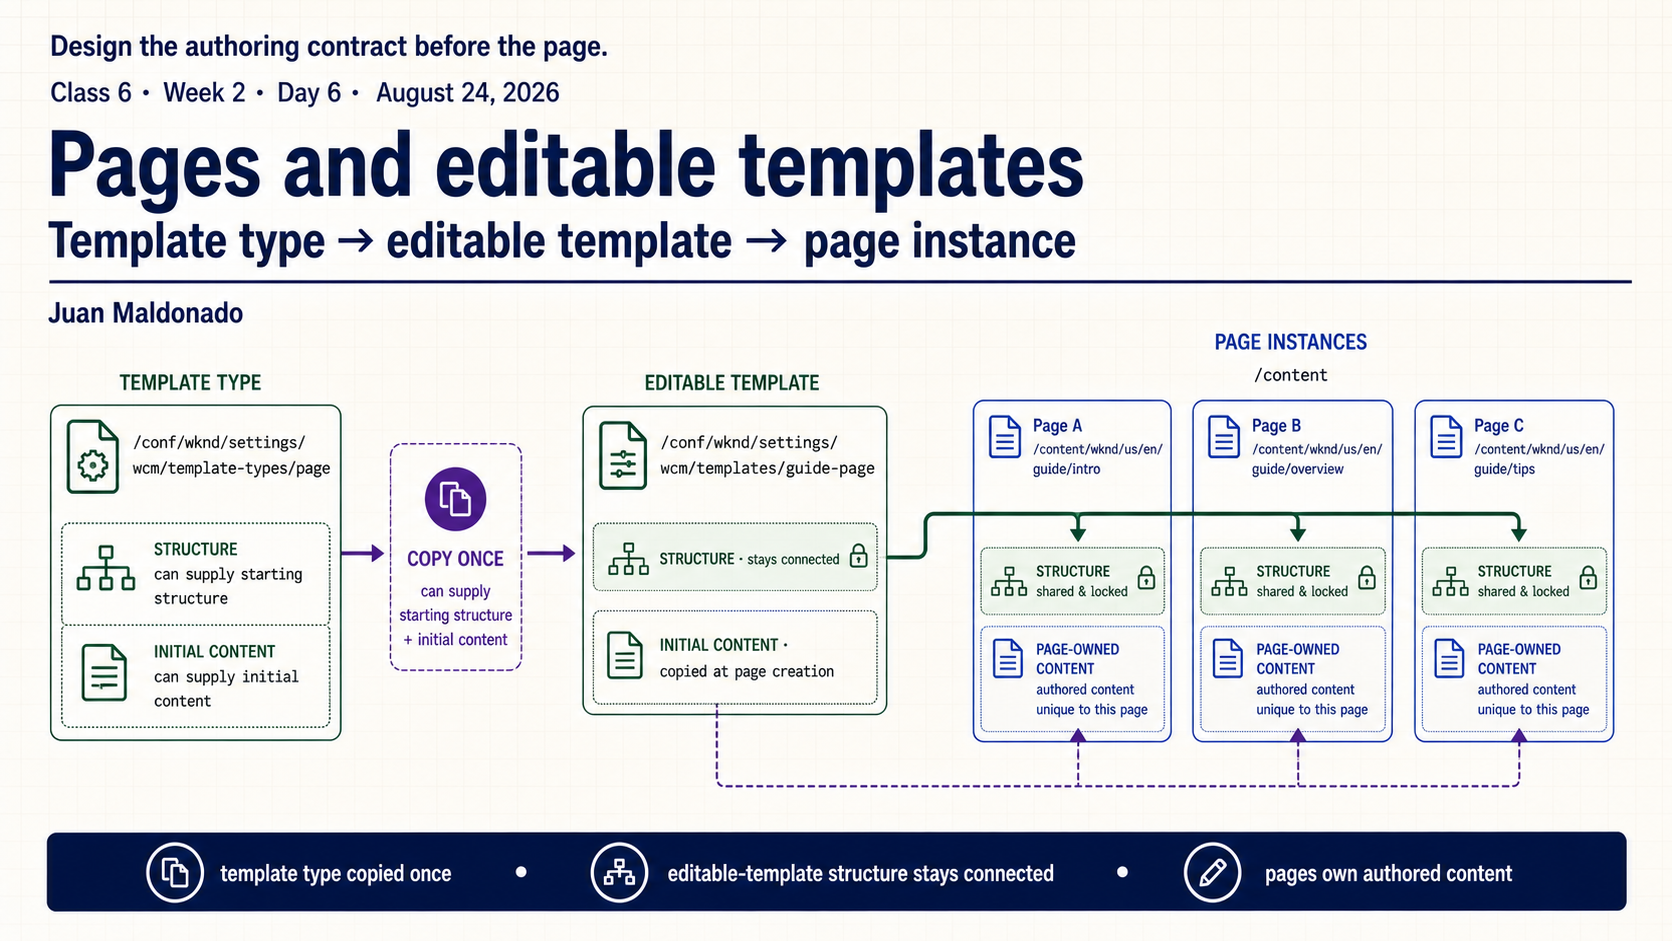 Design the authoring contract before the page.
Class 6 • Week 2 • Day 6 • August 24, 2026
Pages and editable templates
Template type → editable template → page instance
Juan Maldonado
TEMPLATE TYPE
/conf/wknd/settings/
wcm/template-types/page
STRUCTURE
can supply starting
structure
INITIAL CONTENT
can supply initial
content
COPY ONCE
can supply
starting structure
+ initial content
EDITABLE TEMPLATE
/conf/wknd/settings/
wcm/templates/guide-page
STRUCTURE · stays connected
INITIAL CONTENT ·
copied at page creation
PAGE INSTANCES
/content
Page A
/content/wknd/us/en/
guide/intro
STRUCTURE
shared & locked
PAGE-OWNED
CONTENT
authored content
unique to this page
Page B
/content/wknd/us/en/
guide/overview
STRUCTURE
shared & locked
PAGE-OWNED
CONTENT
authored content
unique to this page
Page C
/content/wknd/us/en/
guide/tips
STRUCTURE
shared & locked
PAGE-OWNED
CONTENT
authored content
unique to this page
template type copied once • editable-template structure stays connected • pages own authored content